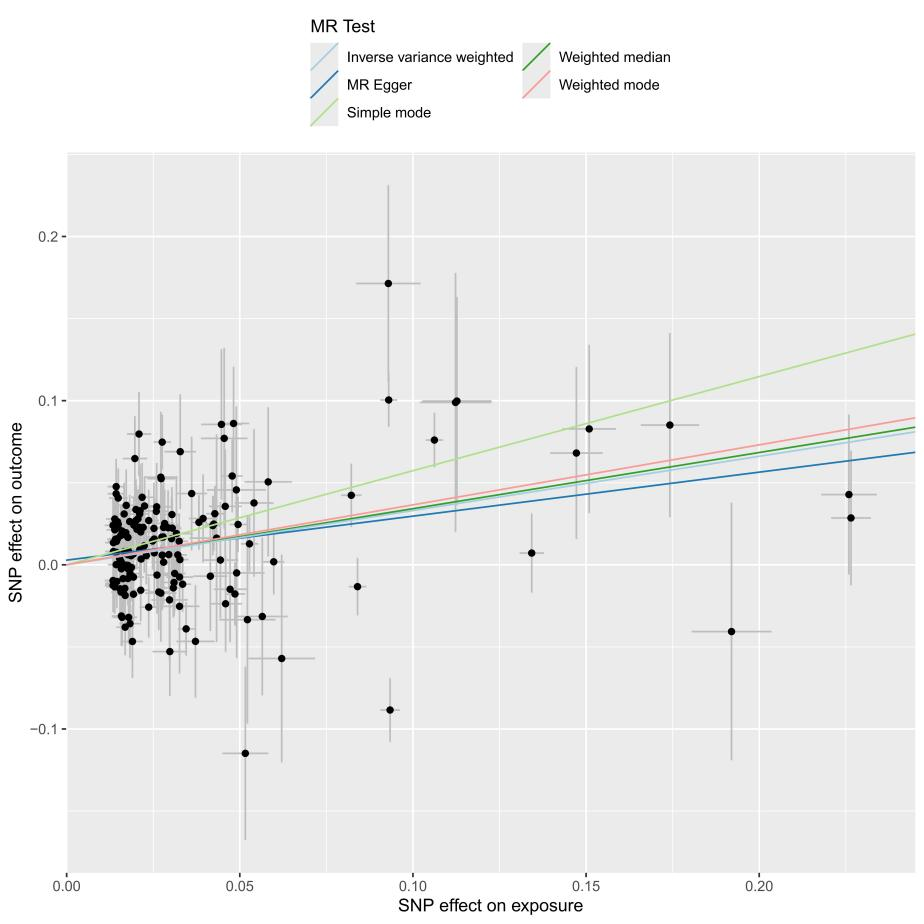 MR Test
Inverse variance weighted
Weighted median
MR Egger
Weighted mode
Simple mode
SNP effect on outcome
0.2
0.1
0.0
−0.1
0.00
0.05
0.10
0.15
0.20
SNP effect on exposure